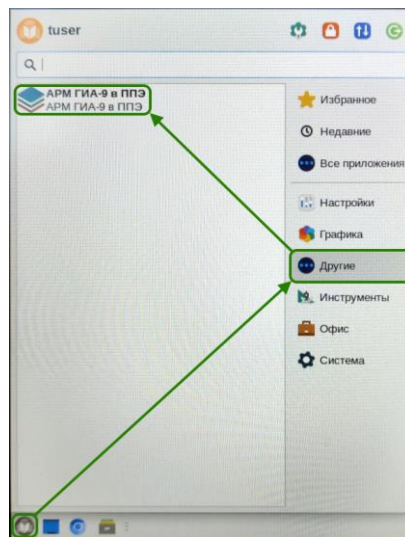 tuser
АРМ ГИА-9 в ППЭ
АРМ ГИА-9 в ППЭ
Избранное
Недавние
Все приложения
Настройки
Графика
Другие
Инструменты
Офис
Система